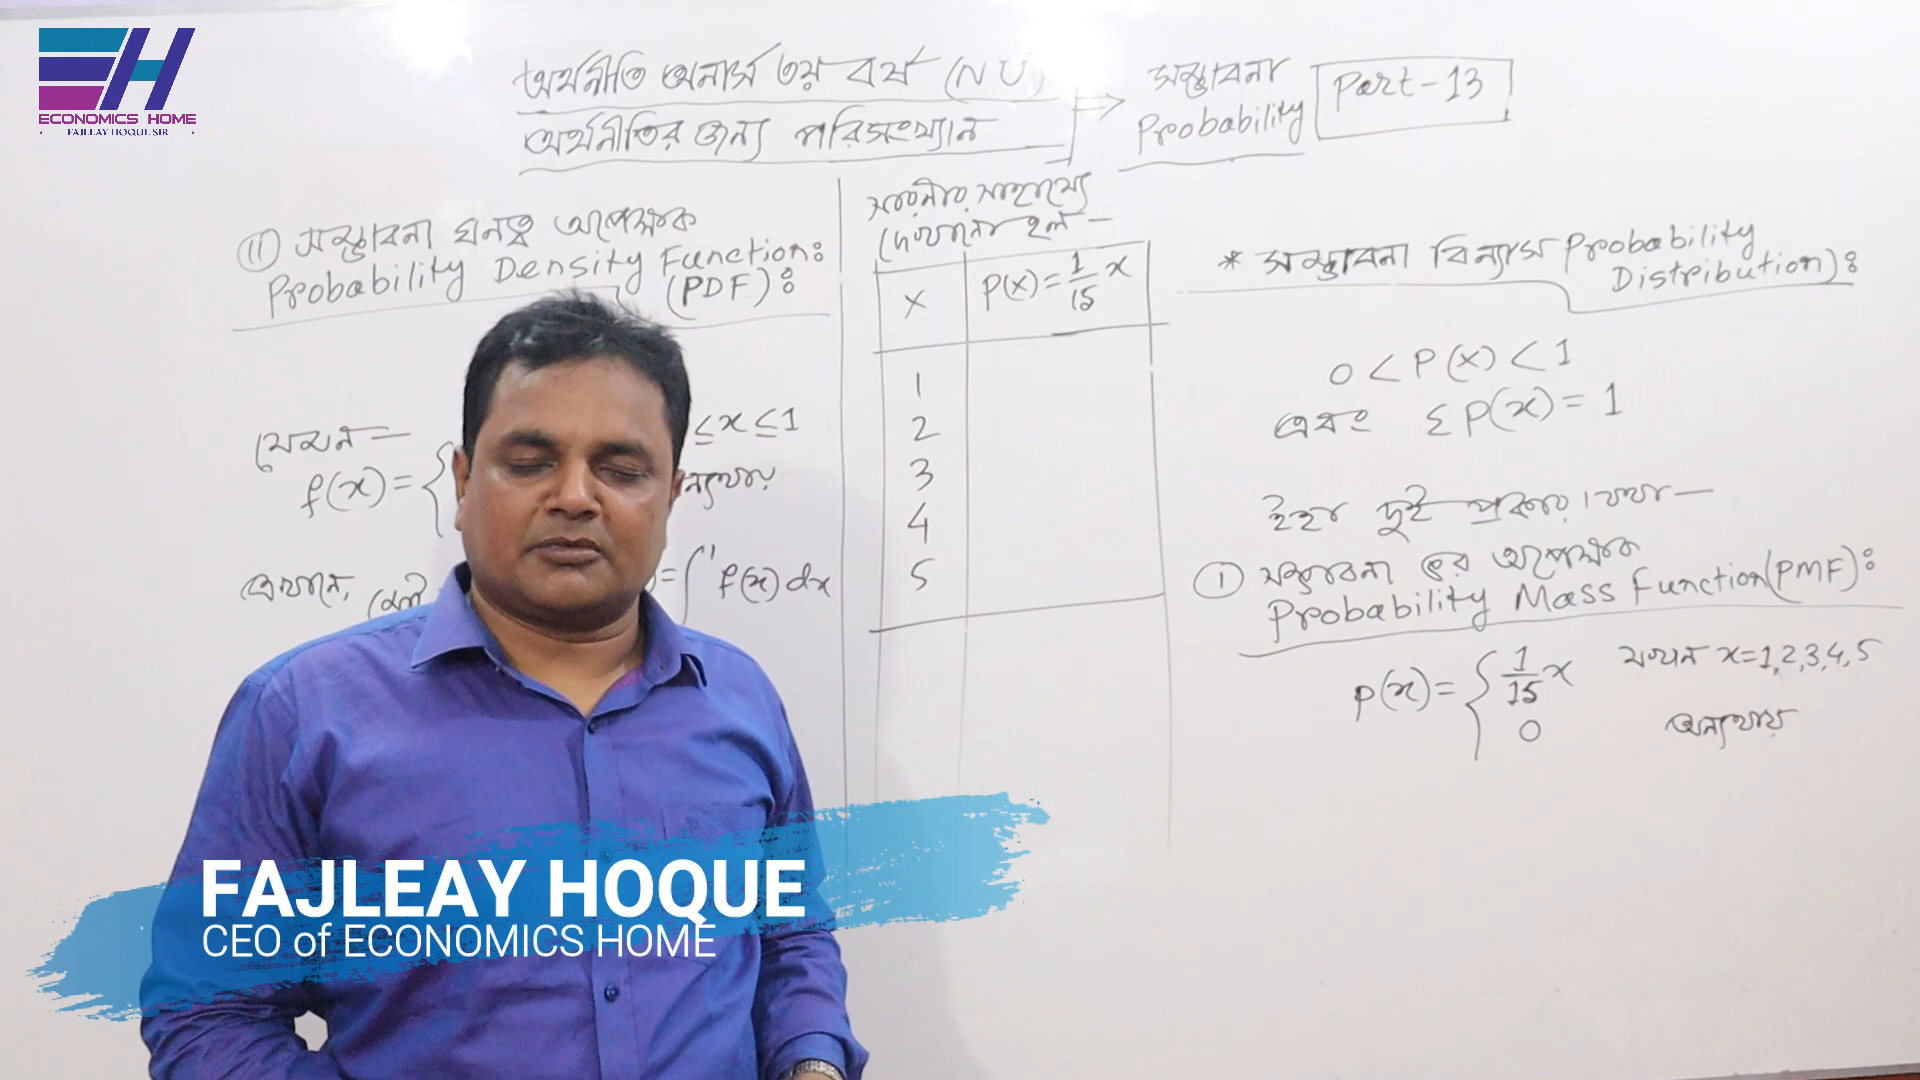 EH
ECONOMICS HOME
FAJLEAY HOQUE SIR
অর্থনীতি অনার্স ৩য় বর্ষ (NU)
অর্থনীতির জন্য পরিসংখ্যান
সম্ভাবনা
Probability
Part-13
(II) সম্ভাবনা ঘনত্ব অপেক্ষক
Probability Density Function:
(PDF):
যেমন—
≤x≤1
f(x)={
ন্যথায়
এখানে,
=∫¹ f(x) dx
সারণীর সাহায্যে
দেখানো হল—
X P(x)=1/15 x
1
2
3
4
5
* সম্ভাবনা বিন্যাস Probability
Distribution):
0<P(x)<1
এবং ΣP(x)=1
ইহা দুই প্রকার। যথা—
(I) সম্ভাবনা ভর অপেক্ষক
Probability Mass Function(PMF):
P(x)={ 1/15 x যখন x=1,2,3,4,5
0 অন্যথায়
FAJLEAY HOQUE
CEO of ECONOMICS HOME